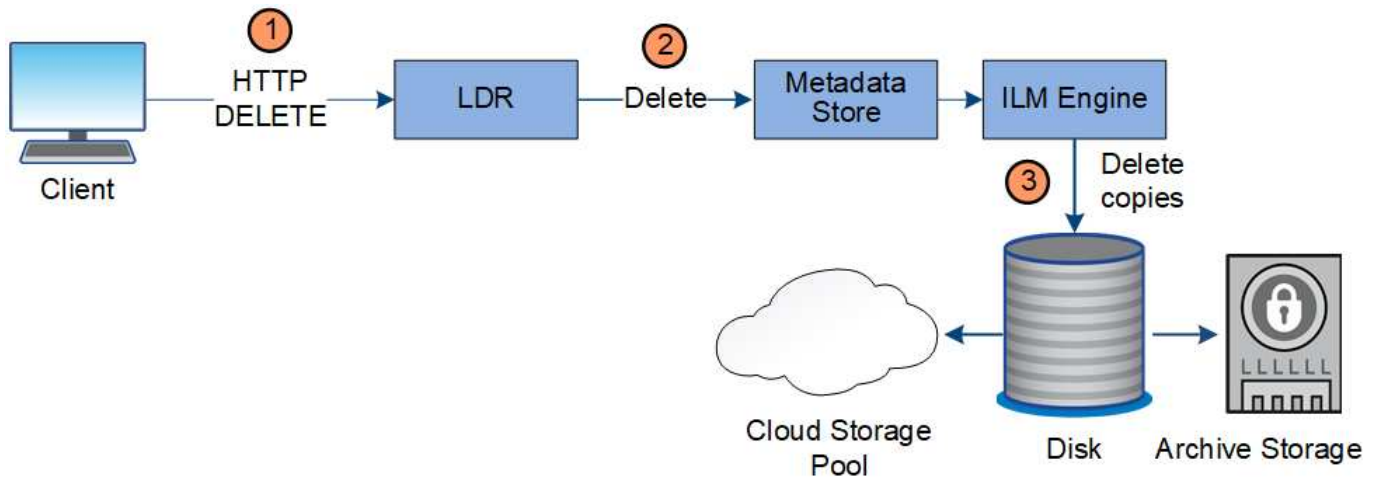 1
HTTP
DELETE
Client
LDR
2
Delete
Metadata
Store
ILM Engine
3
Delete
copies
Cloud Storage
Pool
Disk
LLLLLL
Archive Storage